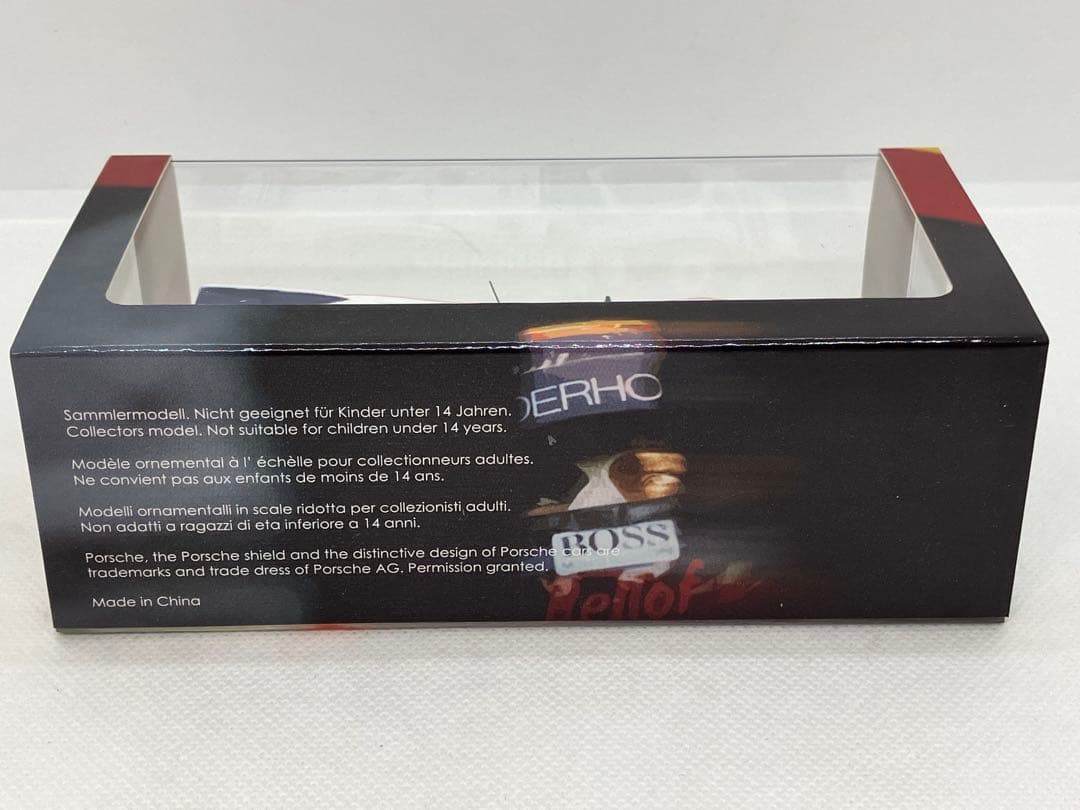 DERHO
Sammlermodell. Nicht geeignet für Kinder unter 14 Jahren.
Collectors model. Not suitable for children under 14 years.
Modèle ornemental à l' échèlle pour collectionneurs adultes.
Ne convient pas aux enfants de moins de 14 ans.
Modelli ornamentalli in scale ridotta per collezionisti adulti.
Non adatti a ragazzi di eta inferiore a 14 anni.
BOSS
Porsche, the Porsche shield and the distinctive design of Porsche cars are
trademarks and trade dress of Porsche AG. Permission granted.
Hellof
Made in China